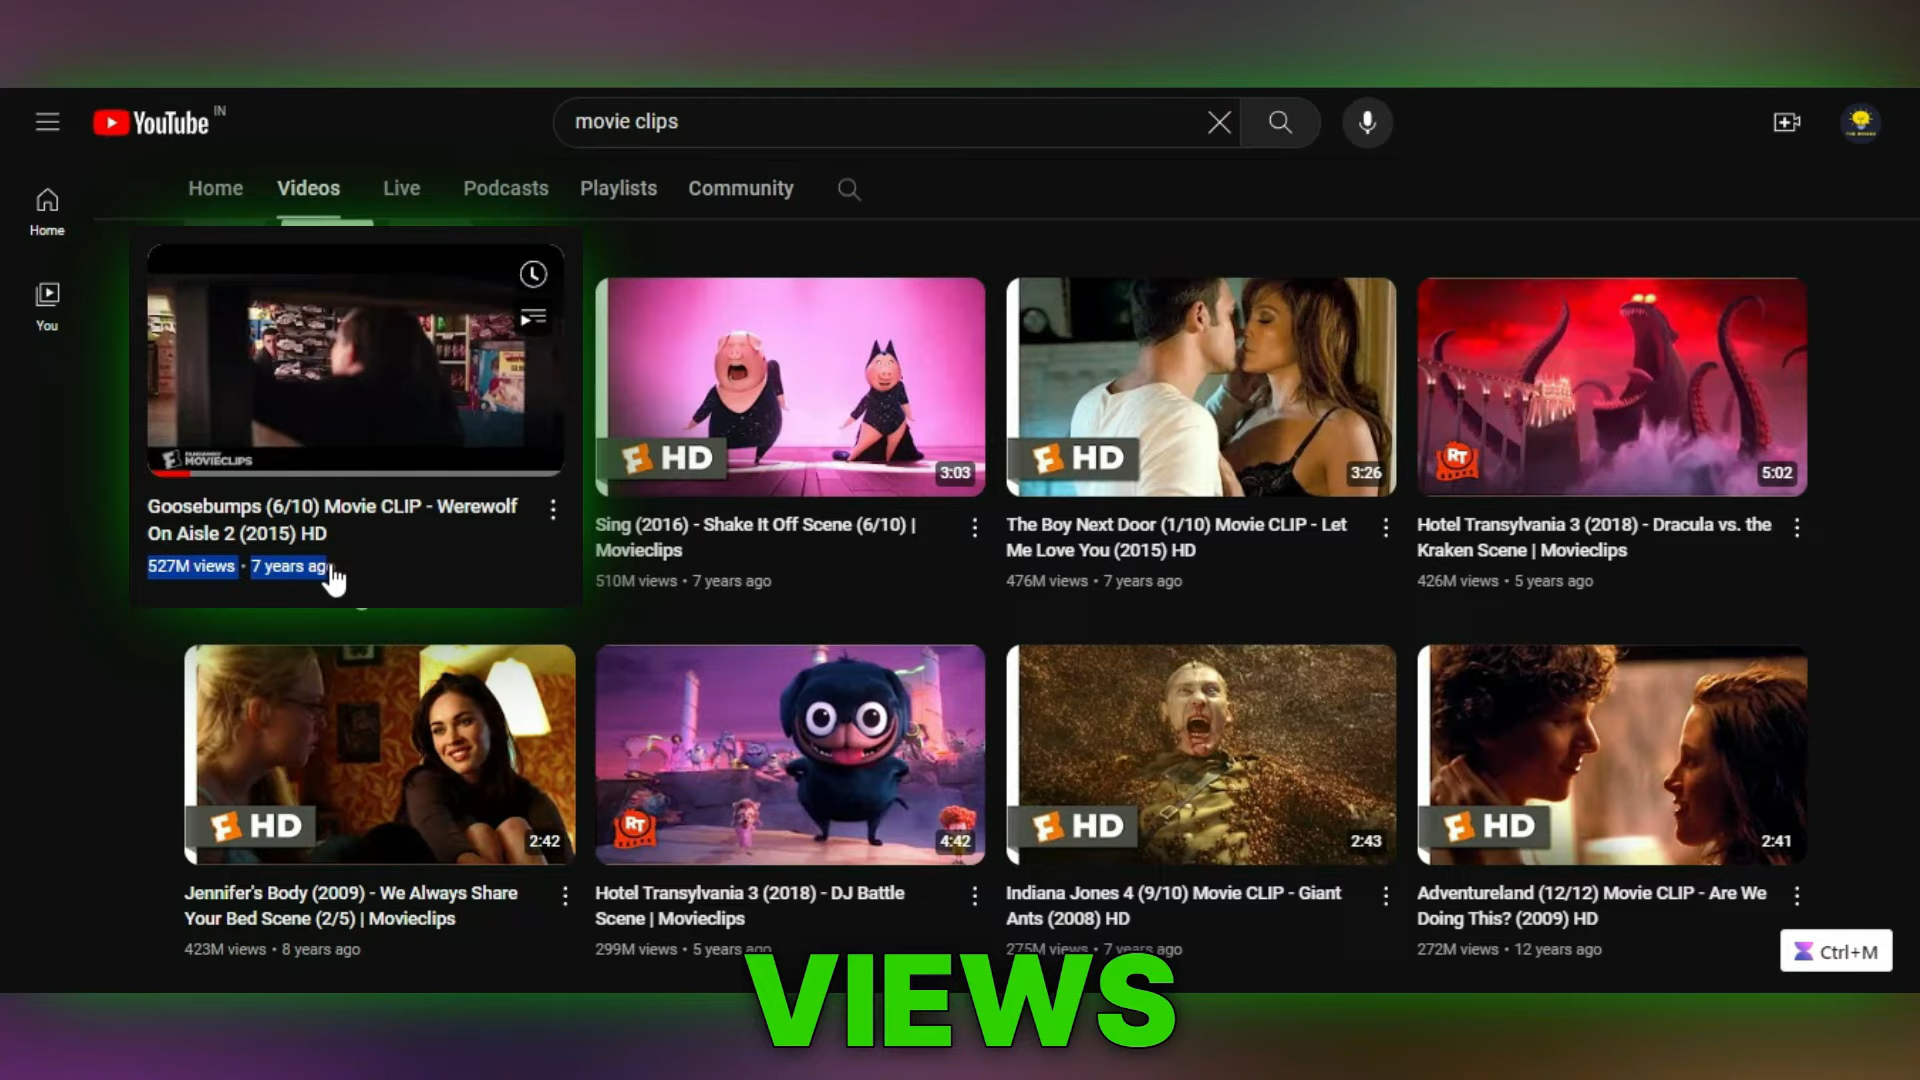 YouTube IN
movie clips
Home
Videos
Live
Podcasts
Playlists
Community
Home
You
MOVIECLIPS
Goosebumps (6/10) Movie CLIP - Werewolf
On Aisle 2 (2015) HD
527M views • 7 years ag
HD
3:03
Sing (2016) - Shake It Off Scene (6/10) |
Movieclips
510M views • 7 years ago
HD
3:26
The Boy Next Door (1/10) Movie CLIP - Let
Me Love You (2015) HD
476M views • 7 years ago
RT
5:02
Hotel Transylvania 3 (2018) - Dracula vs. the
Kraken Scene | Movieclips
426M views • 5 years ago
HD
2:42
Jennifer's Body (2009) - We Always Share
Your Bed Scene (2/5) | Movieclips
423M views • 8 years ago
RT
4:42
Hotel Transylvania 3 (2018) - DJ Battle
Scene | Movieclips
299M views • 5 years ago
HD
2:43
Indiana Jones 4 (9/10) Movie CLIP - Giant
Ants (2008) HD
275M views • 7 years ago
HD
2:41
Adventureland (12/12) Movie CLIP - Are We
Doing This? (2009) HD
272M views • 12 years ago
Ctrl+M
VIEWS